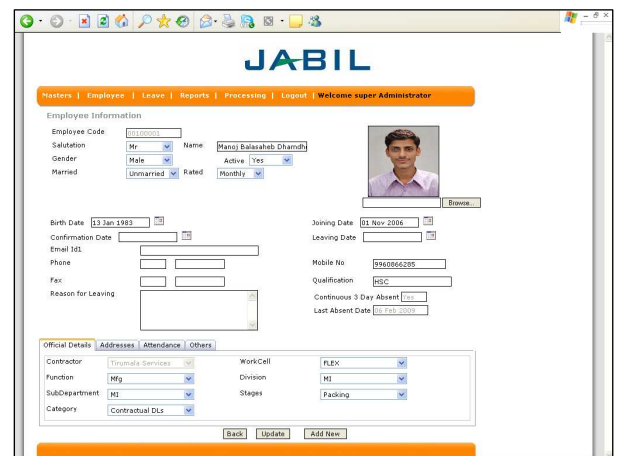 JABIL
Masters | Employee | Leave | Reports | Processing | Logout | Welcome super Administrator
Employee Information
Employee Code 00100001
Salutation Mr Name Manoj Balasaheb Dhamdh
Gender Male Active Yes
Married Unmarried Rated Monthly
Browse...
Birth Date 13 Jan 1983 Joining Date 01 Nov 2006
Confirmation Date Leaving Date
Email Id1
Phone Mobile No 9960866285
Fax Qualification HSC
Reason for Leaving Continuous 3 Day Absent Yes
Last Absent Date 06 Feb 2009
Official Details Addresses Attendance Others
Contractor Tirumala Services WorkCell FLEX
Function Mfg Division MI
SubDepartment MI Stages Packing
Category Contractual DLs
Back Update Add New